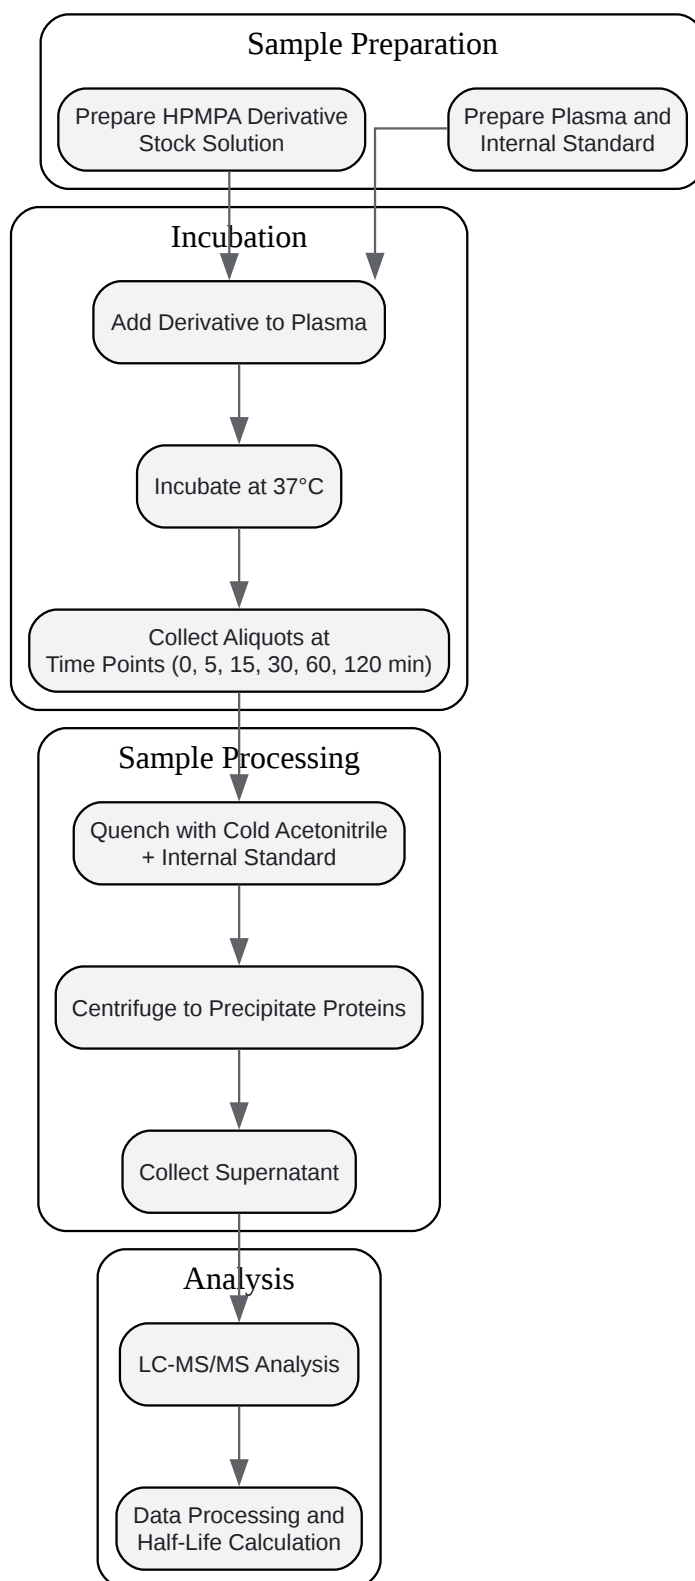 Sample Preparation
Prepare HPMPA Derivative
Stock Solution
Prepare Plasma and
Internal Standard
Incubation
Add Derivative to Plasma
Incubate at 37°C
Collect Aliquots at
Time Points (0, 5, 15, 30, 60, 120 min)
Sample Processing
Quench with Cold Acetonitrile
+ Internal Standard
Centrifuge to Precipitate Proteins
Collect Supernatant
Analysis
LC-MS/MS Analysis
Data Processing and
Half-Life Calculation